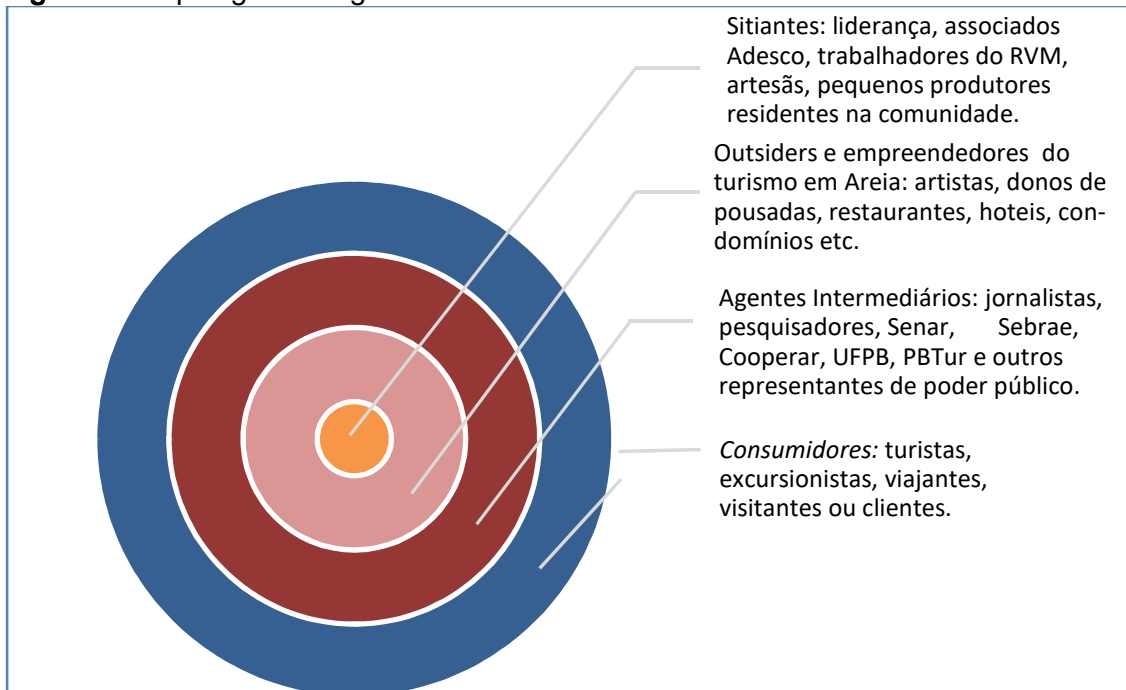 Sitiantes: liderança, associados
Adesco, trabalhadores do RVM,
artesãs, pequenos produtores
residentes na comunidade.
Outsiders e empreendedores do
turismo em Areia: artistas, donos de
pousadas, restaurantes, hoteis, con-
domínios etc.
Agentes Intermediários: jornalistas,
pesquisadores, Senar, Sebrae,
Cooperar, UFPB, PBTur e outros
representantes de poder público.
Consumidores: turistas,
excursionistas, viajantes,
visitantes ou clientes.